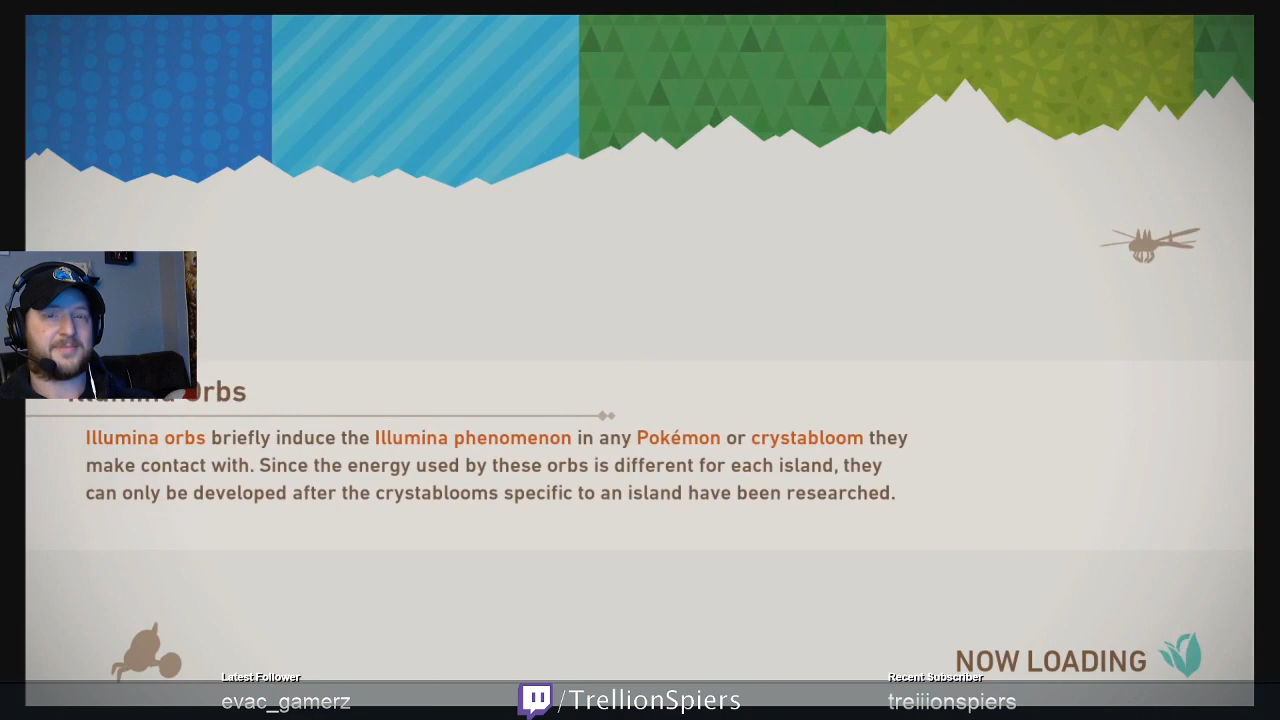 Orbs
Illumina orbs briefly induce the Illumina phenomenon in any Pokémon or crystabloom they
make contact with. Since the energy used by these orbs is different for each island, they
can only be developed after the crystablooms specific to an island have been researched.
NOW LOADING
Latest Follower
evac_gamerz
/TrellionSpiers
Recent Subscriber
treiiionspiers